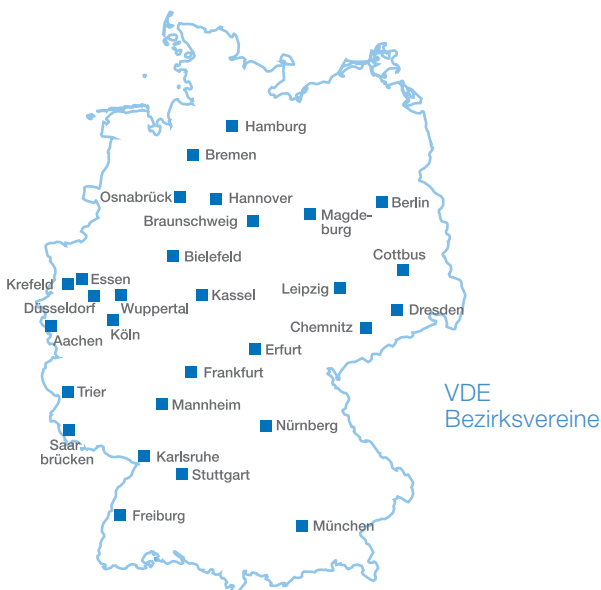 Hamburg
Bremen
Osnabrück
Hannover
Berlin
Braunschweig
Magde-
burg
Bielefeld
Cottbus
Krefeld
Essen
Kassel
Leipzig
Düsseldorf
Wuppertal
Dresden
Köln
Chemnitz
Aachen
Erfurt
Frankfurt
Trier
Mannheim
VDE
Bezirksvereine
Nürnberg
Saar
brücken
Karlsruhe
Stuttgart
Freiburg
München